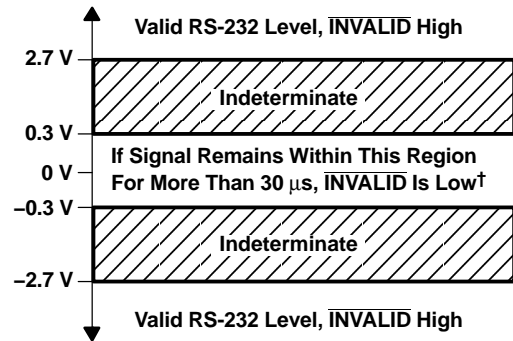 Valid RS-232 Level, INVALID High
2.7 V
Indeterminate
0.3 V
If Signal Remains Within This Region
0 V
For More Than 30 μs, INVALID Is Low†
−0.3 V
Indeterminate
−2.7 V
Valid RS-232 Level, INVALID High